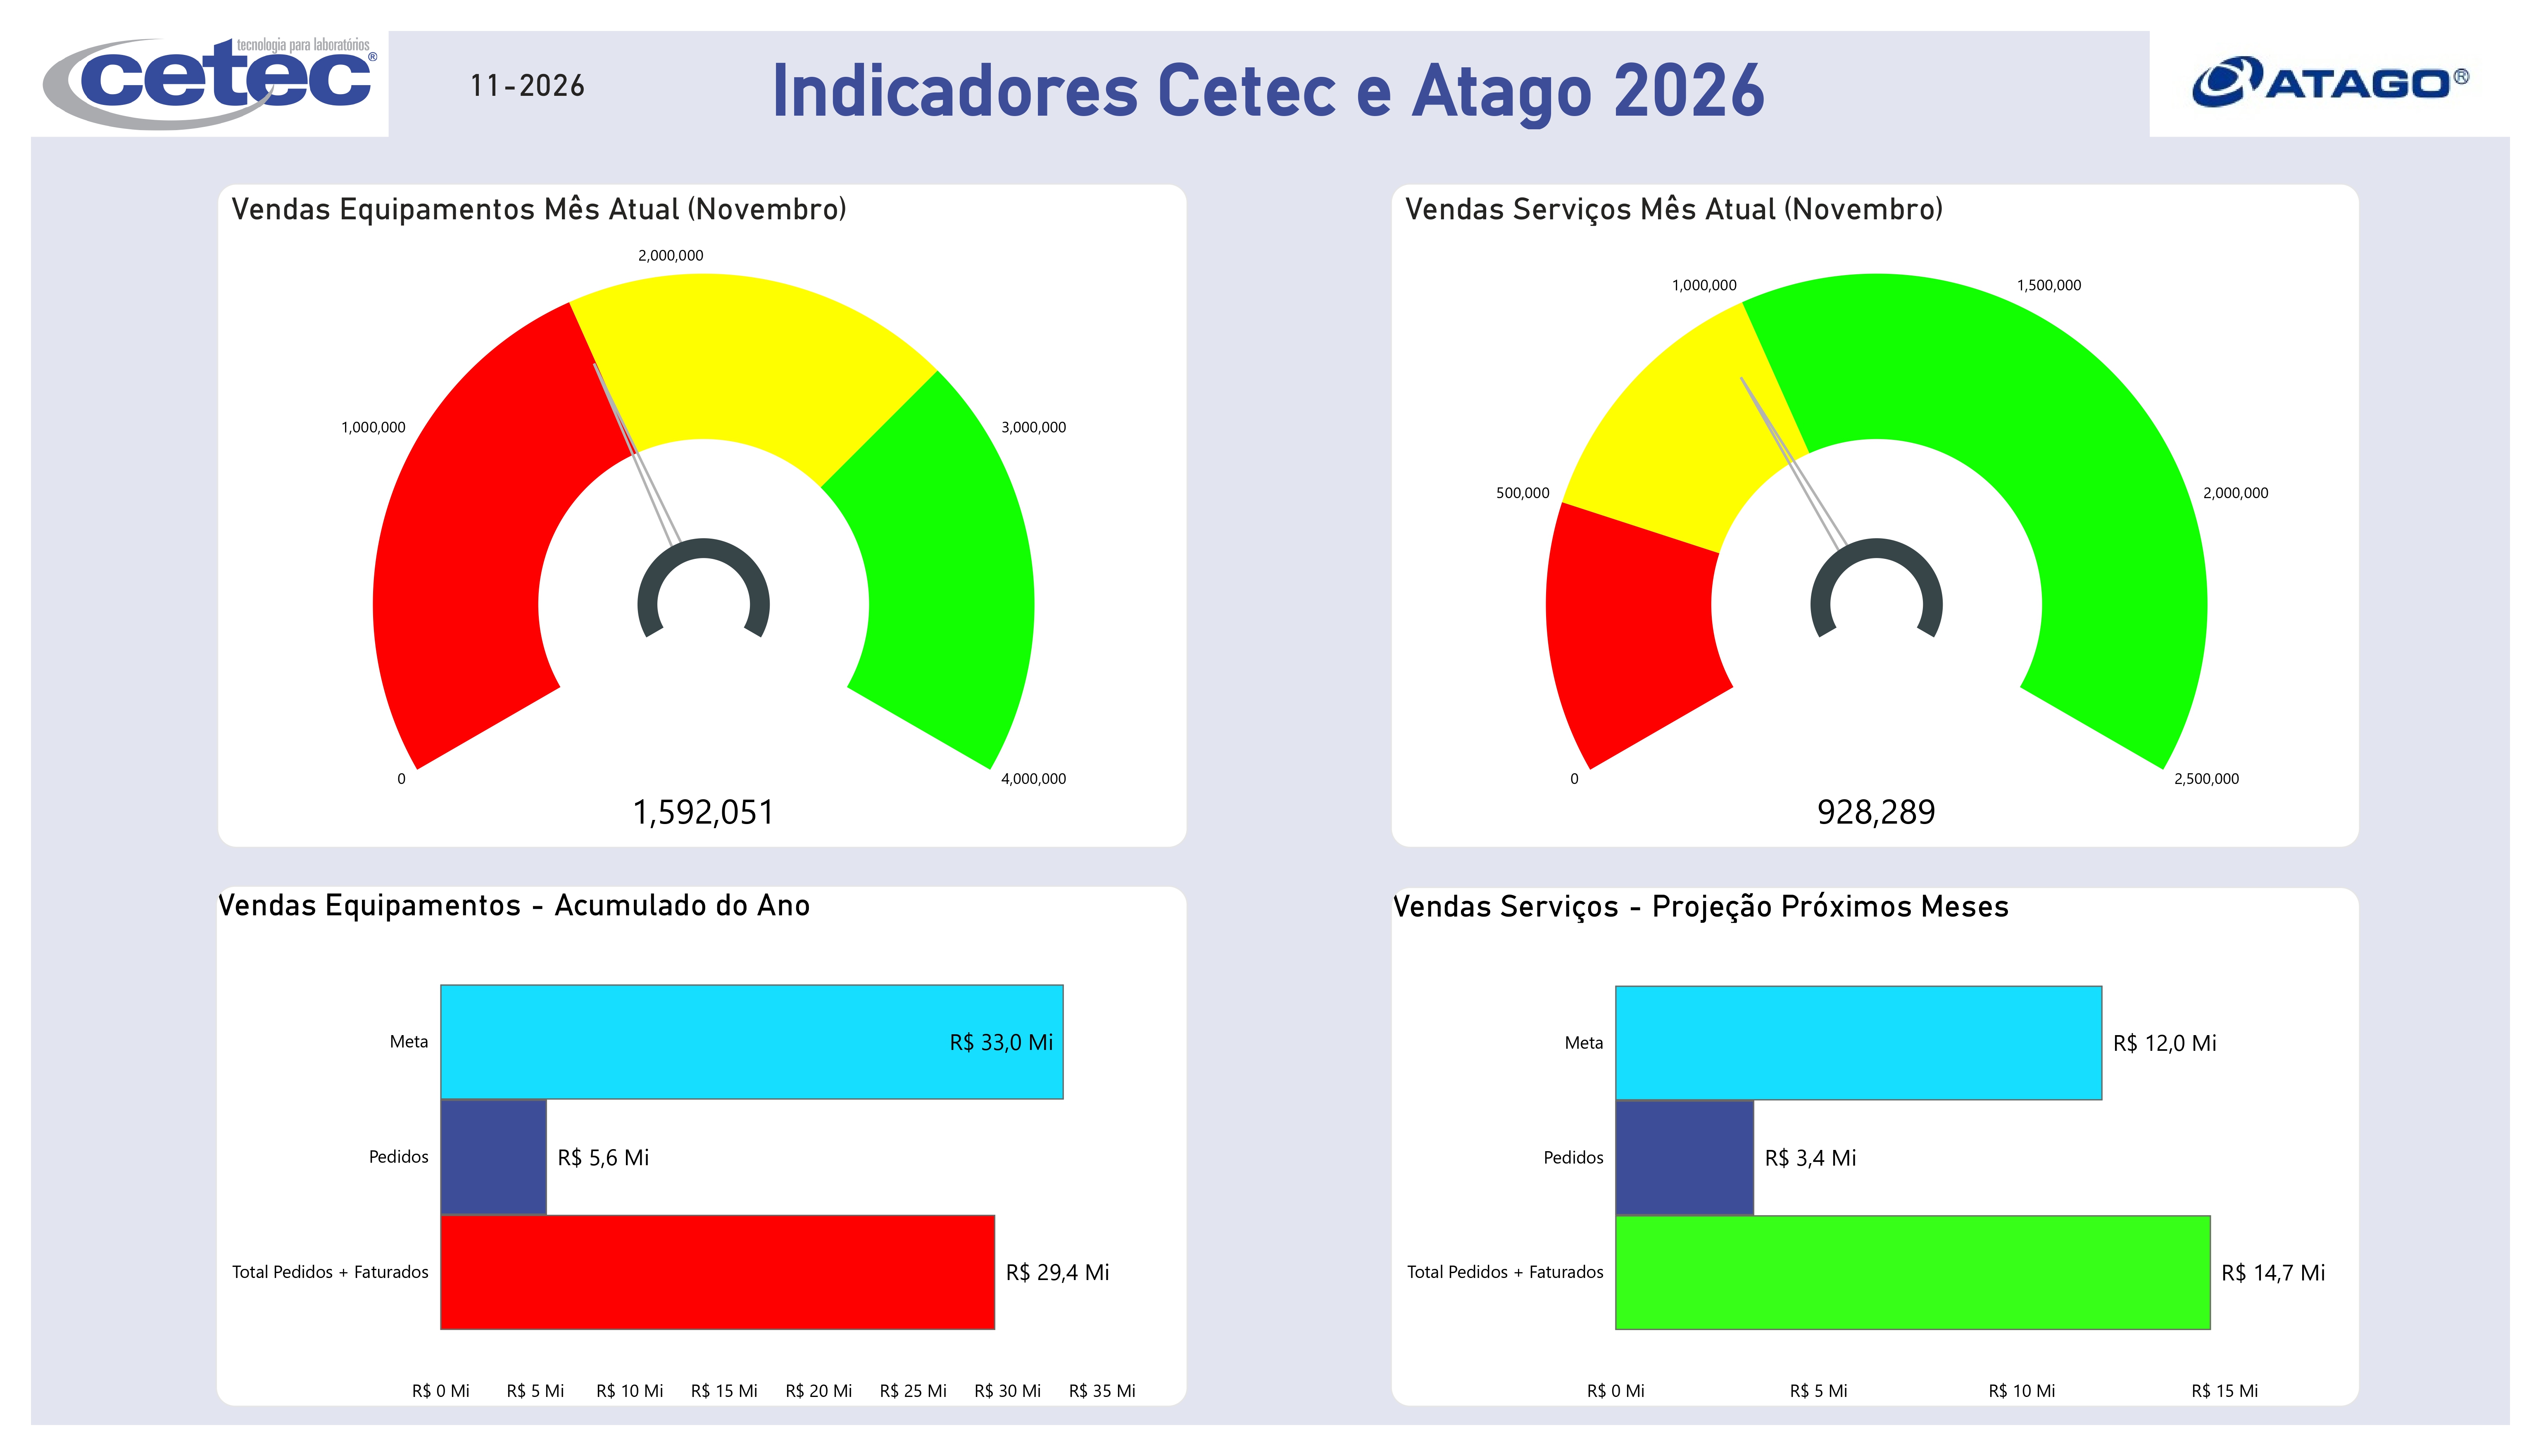 tecnologia para laboratórios
cetec®
11-2026
Indicadores Cetec e Atago 2026
ATAGO®
Vendas Equipamentos Mês Atual (Novembro)
2,000,000
1,000,000
3,000,000
0
4,000,000
1,592,051
Vendas Serviços Mês Atual (Novembro)
1,000,000
1,500,000
500,000
2,000,000
0
2,500,000
928,289
Vendas Equipamentos - Acumulado do Ano
Meta
R$ 33,0 Mi
Pedidos
R$ 5,6 Mi
Total Pedidos + Faturados
R$ 29,4 Mi
R$ 0 Mi R$ 5 Mi R$ 10 Mi R$ 15 Mi R$ 20 Mi R$ 25 Mi R$ 30 Mi R$ 35 Mi
Vendas Serviços - Projeção Próximos Meses
Meta
R$ 12,0 Mi
Pedidos
R$ 3,4 Mi
Total Pedidos + Faturados
R$ 14,7 Mi
R$ 0 Mi R$ 5 Mi R$ 10 Mi R$ 15 Mi